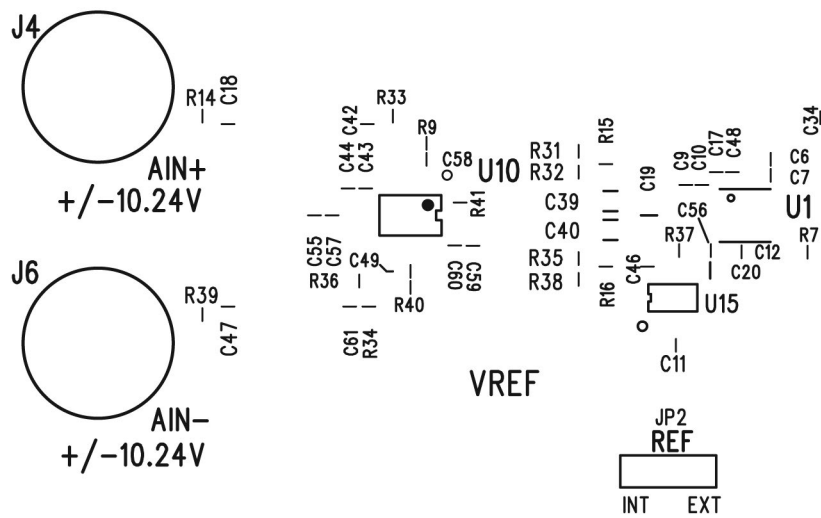 J4
R14
C18
AIN+
+/-10.24V
C42
R33
R9
C44
C43
C58
U10
R41
C55
C57
R36
C49
R40
C60
C59
C61
R34
R31
R32
R15
C39
C19
C40
R35
R38
R16
C46
C9
C10
C17
C48
C34
C6
C7
C56
U1
R37
R7
C12
C20
U15
C11
J6
R39
C47
AIN-
+/-10.24V
VREF
JP2
REF
INT EXT